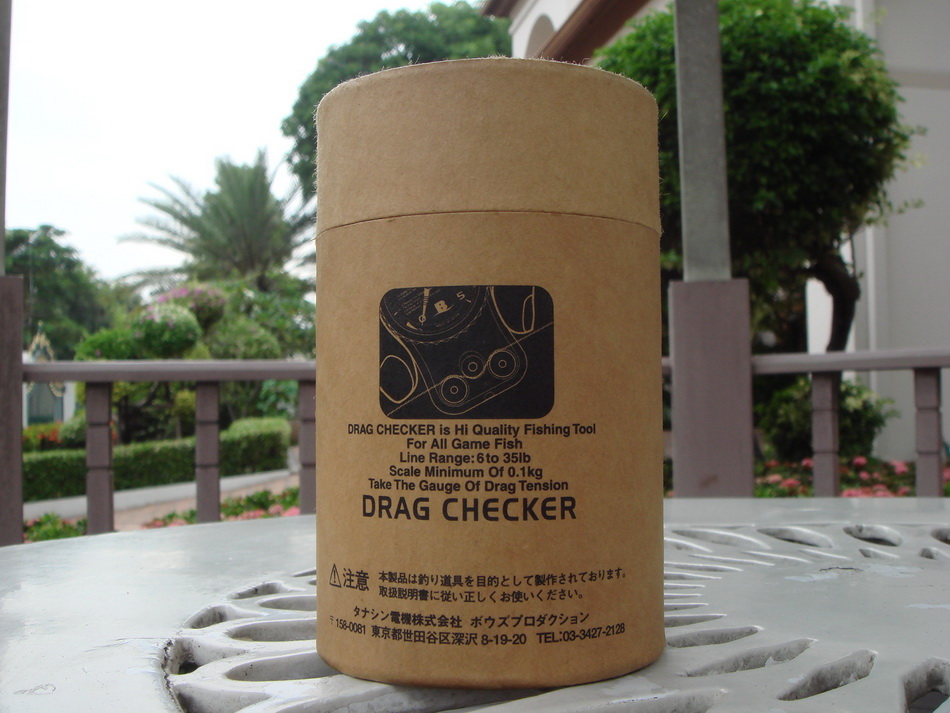 B 5
DRAG CHECKER is Hi Quality Fishing Tool
For All Game Fish
Line Range:6 to 35lb
Scale Minimum Of 0.1kg
Take The Gauge Of Drag Tension
DRAG CHECKER
⚠注意 本製品は釣り道具を目的として製作されております。
取扱説明書に従い正しくお使いください。
タナシン電機株式会社 ボウズプロダクション
〒158-0081 東京都世田谷区深沢 8-19-20 TEL:03-3427-2128